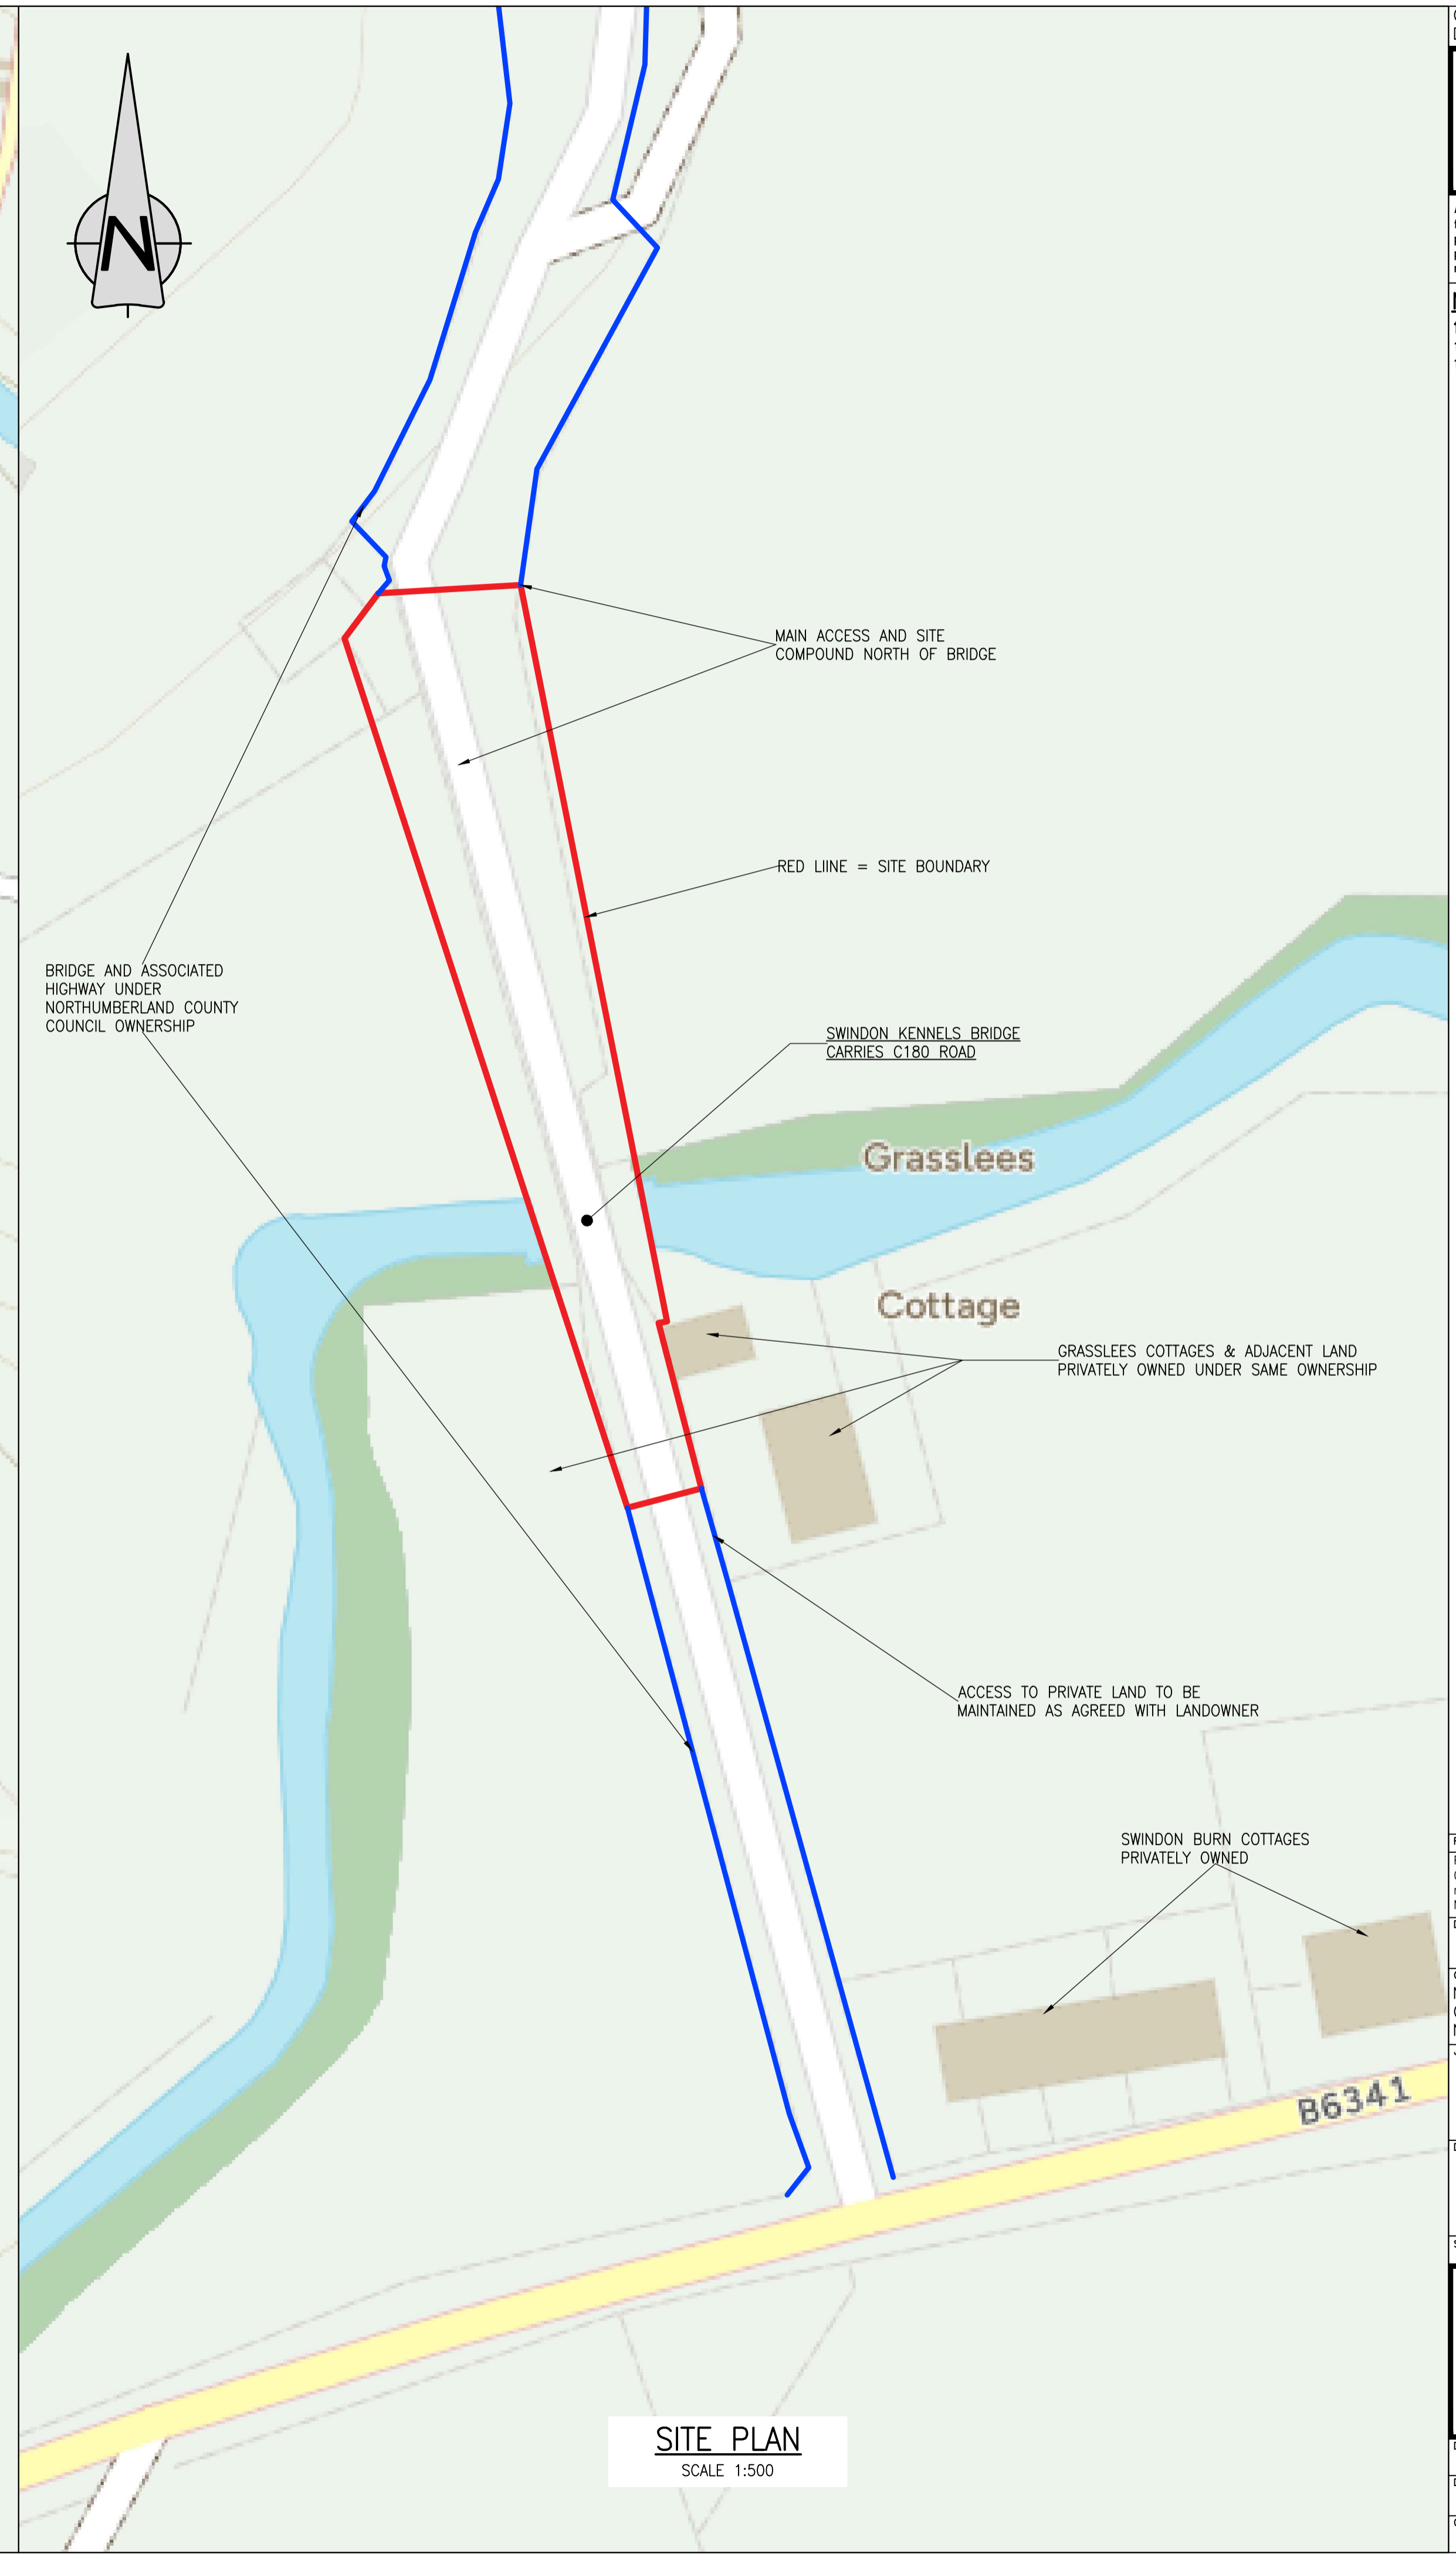 N
MAIN ACCESS AND SITE
COMPOUND NORTH OF BRIDGE
RED LIINE = SITE BOUNDARY
BRIDGE AND ASSOCIATED
HIGHWAY UNDER
NORTHUMBERLAND COUNTY
COUNCIL OWNERSHIP
SWINDON KENNELS BRIDGE
CARRIES C180 ROAD
Grasslees
Cottage
GRASSLEES COTTAGES & ADJACENT LAND
PRIVATELY OWNED UNDER SAME OWNERSHIP
ACCESS TO PRIVATE LAND TO BE
MAINTAINED AS AGREED WITH LANDOWNER
SWINDON BURN COTTAGES
PRIVATELY OWNED
B6341
SITE PLAN
SCALE 1:500